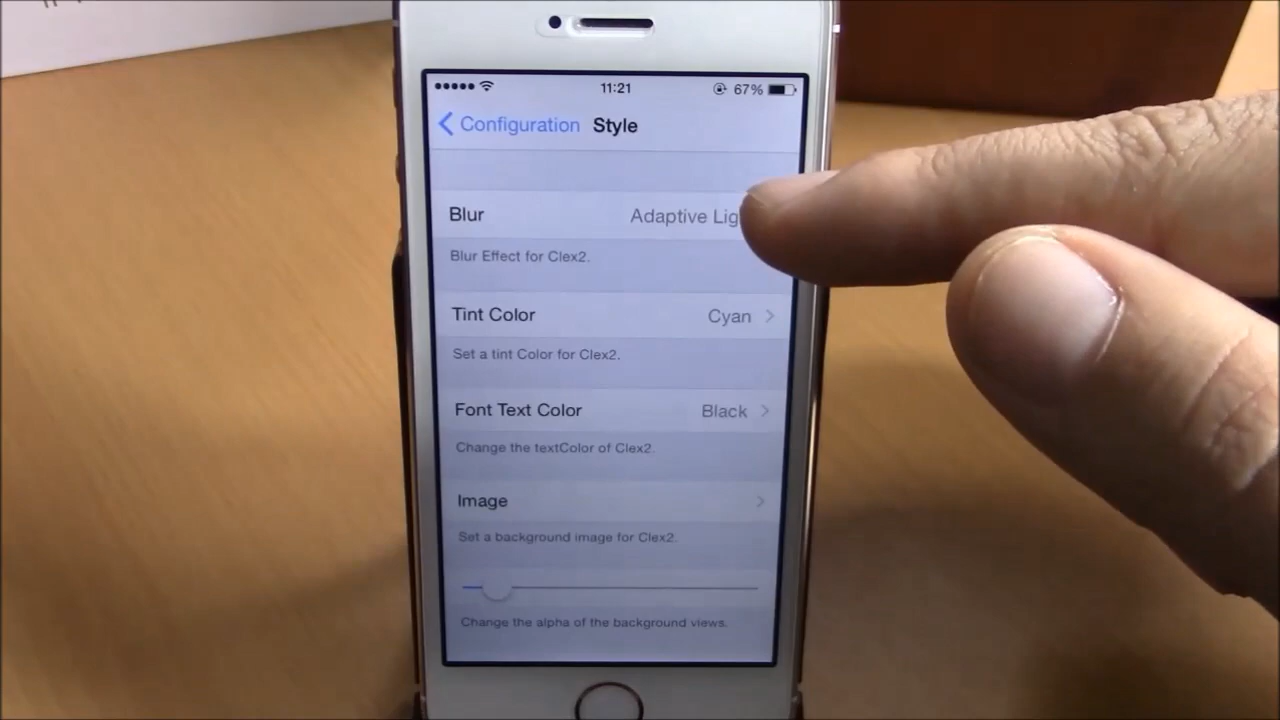 11:21 67%
Configuration Style
Blur Adaptive Lig
Blur Effect for Clex2.
Tint Color Cyan
Set a tint Color for Clex2.
Font Text Color Black
Change the textColor of Clex2.
Image
Set a background image for Clex2.
Change the alpha of the background views.